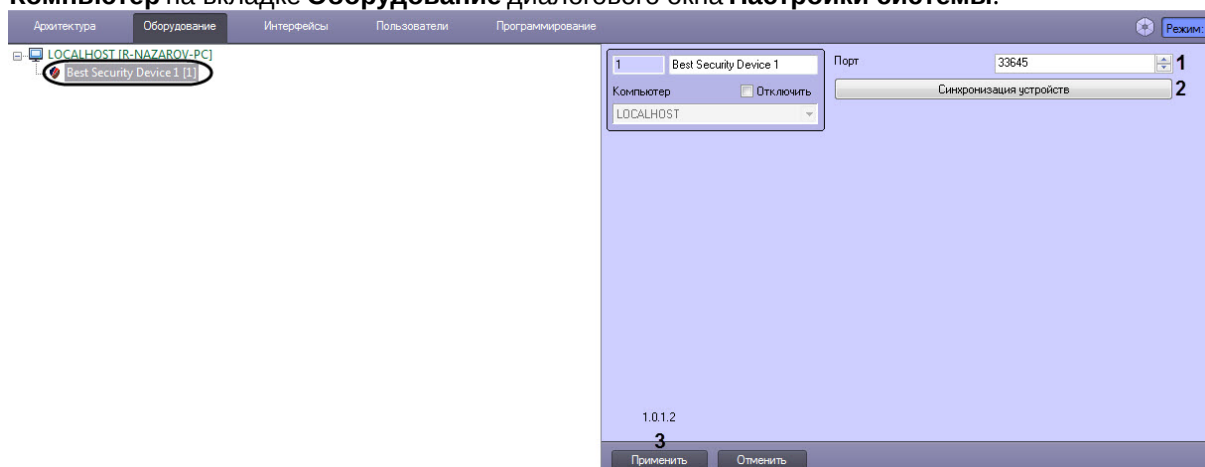 Компьютер на вкладке Оборудование диалогового окна Настройки системы.
Архитектура Оборудование Интерфейсы Пользователи Программирование Режим:
LOCALHOST [R-NAZAROV-PC]
Best Security Device 1 [1]
1 Best Security Device 1
Компьютер Отключить
LOCALHOST
Порт 33645 1
Синхронизация устройств 2
1.0.1.2
3
Применить Отменить